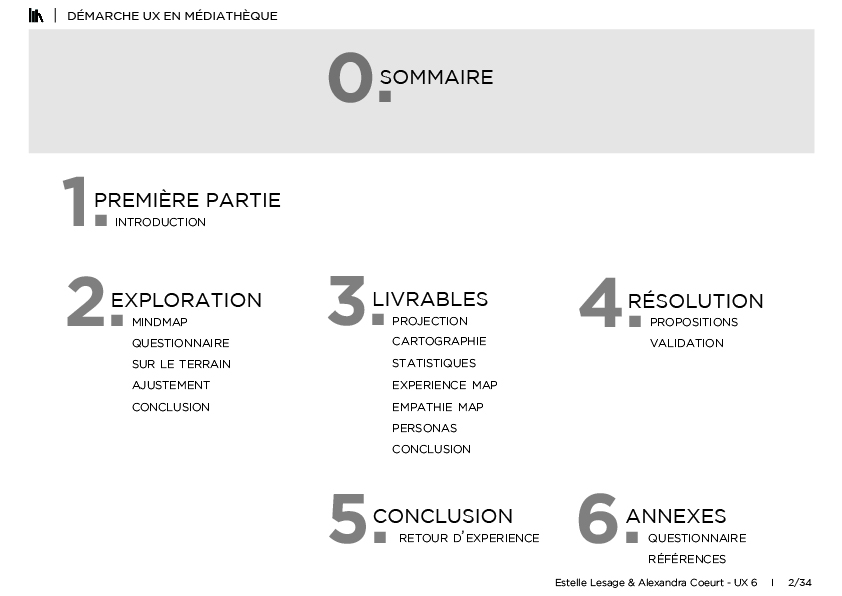 DÉMARCHE UX EN MÉDIATHÈQUE
0. SOMMAIRE
1. PREMIÈRE PARTIE
INTRODUCTION
2. EXPLORATION
MINDMAP
QUESTIONNAIRE
SUR LE TERRAIN
AJUSTEMENT
CONCLUSION
3. LIVRABLES
PROJECTION
CARTOGRAPHIE
STATISTIQUES
EXPERIENCE MAP
EMPATHIE MAP
PERSONAS
CONCLUSION
4. RÉSOLUTION
PROPOSITIONS
VALIDATION
5. CONCLUSION
RETOUR D'EXPERIENCE
6. ANNEXES
QUESTIONNAIRE
RÉFÉRENCES
Estelle Lesage & Alexandra Coeurt - UX 6 I 2/34